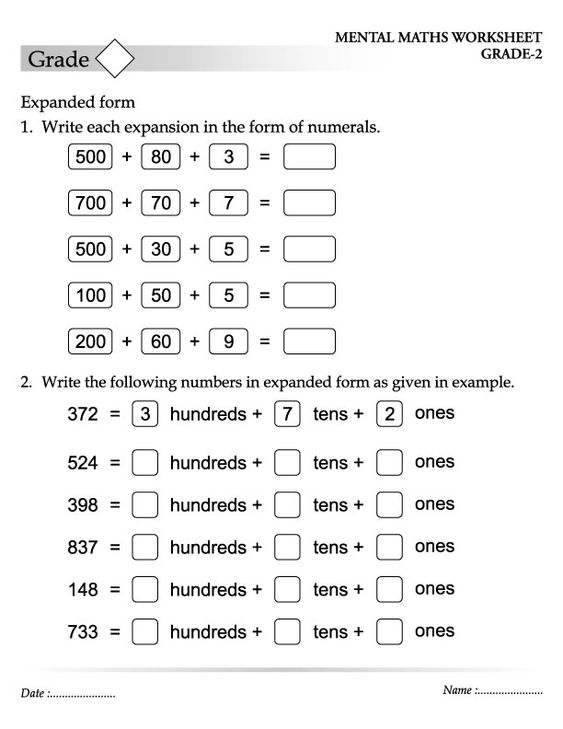 MENTAL MATHS WORKSHEET
Grade
GRADE-2
Expanded form
1. Write each expansion in the form of numerals.
500 + 80 + 3 =
700 + 70 + 7 =
500 + 30 + 5 =
100 + 50 + 5 =
200 + 60 + 9 =
2. Write the following numbers in expanded form as given in example.
372 = 3 hundreds + 7 tens + 2 ones
524 = hundreds + tens + ones
398 = hundreds + tens + ones
837 = hundreds + tens + ones
148 = hundreds + tens + ones
733 = hundreds + tens + ones
Date :...................... Name :......................